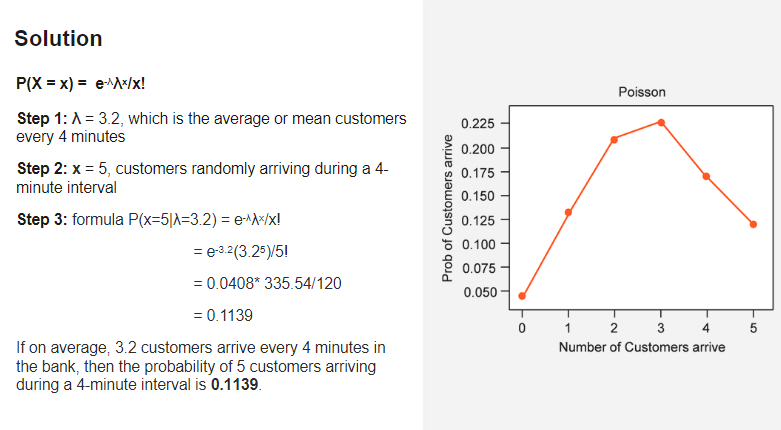 Solution
P(X = x) = e⁻ᴧλˣ/x!
Step 1: λ = 3.2, which is the average or mean customers
every 4 minutes
Step 2: x = 5, customers randomly arriving during a 4-
minute interval
Step 3: formula P(x=5|λ=3.2) = e⁻ᴧλˣ/x!
= e⁻³·²(3.2⁵)/5!
= 0.0408* 335.54/120
= 0.1139
If on average, 3.2 customers arrive every 4 minutes in
the bank, then the probability of 5 customers arriving
during a 4-minute interval is 0.1139.
Poisson
Prob of Customers arrive
0.225
0.200
0.175
0.150
0.125
0.100
0.075
0.050
0 1 2 3 4 5
Number of Customers arrive